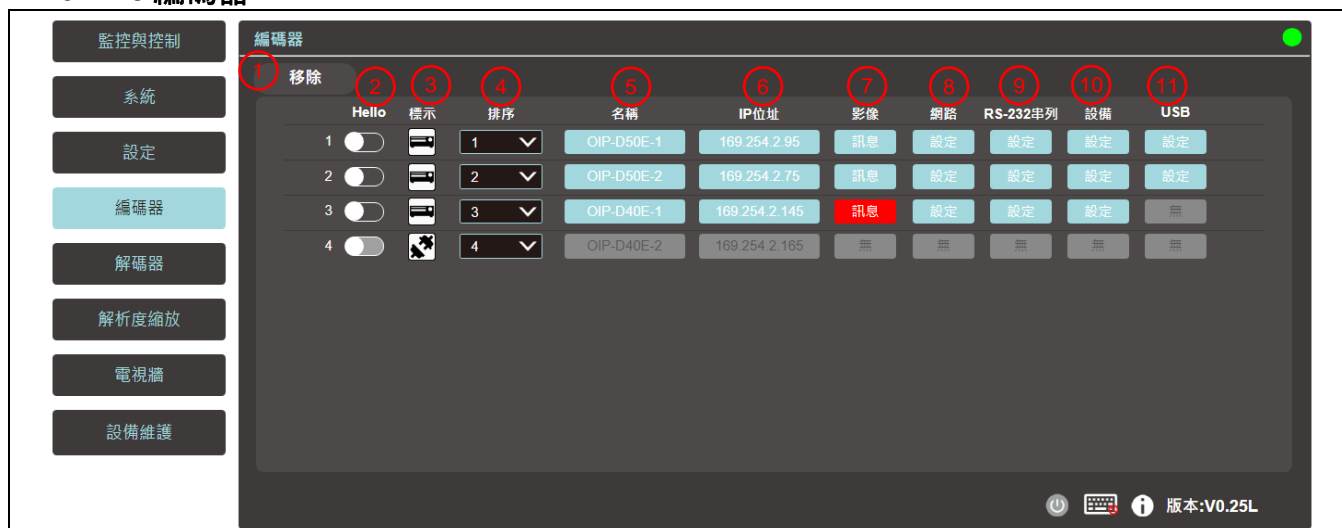 編碼器
監控與控制
系統
設定
編碼器
解碼器
解析度縮放
電視牆
設備維護
編碼器
1 移除
2 3 4 5 6 7 8 9 10 11
Hello 標示 排序 名稱 IP位址 影像 網路 RS-232串列 設備 USB
1 1 OIP-D50E-1 169.254.2.95 訊息 設定 設定 設定 設定
2 2 OIP-D50E-2 169.254.2.75 訊息 設定 設定 設定 設定
3 3 OIP-D40E-1 169.254.2.145 訊息 設定 設定 設定 無
4 4 OIP-D40E-2 169.254.2.165 無 無 無 無 無
版本:V0.25L